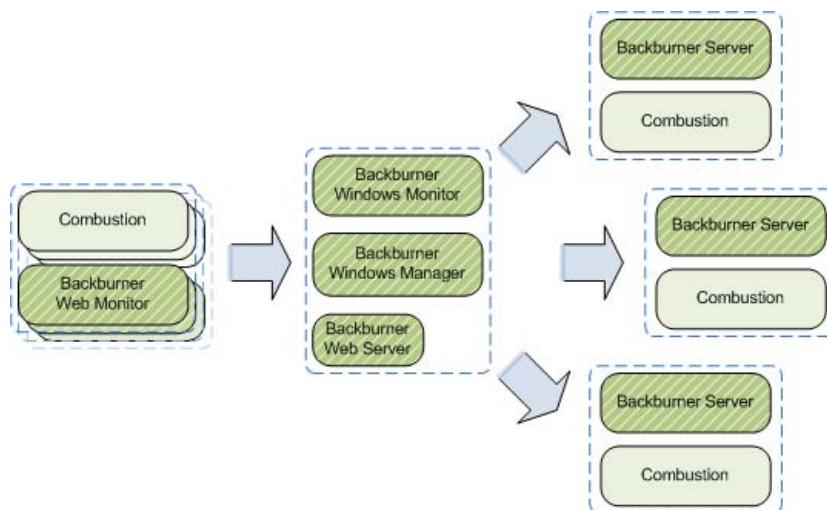 Combustion
Backburner
Web Monitor
Backburner
Windows Monitor
Backburner
Windows Manager
Backburner
Web Server
Backburner Server
Combustion
Backburner Server
Combustion
Backburner Server
Combustion